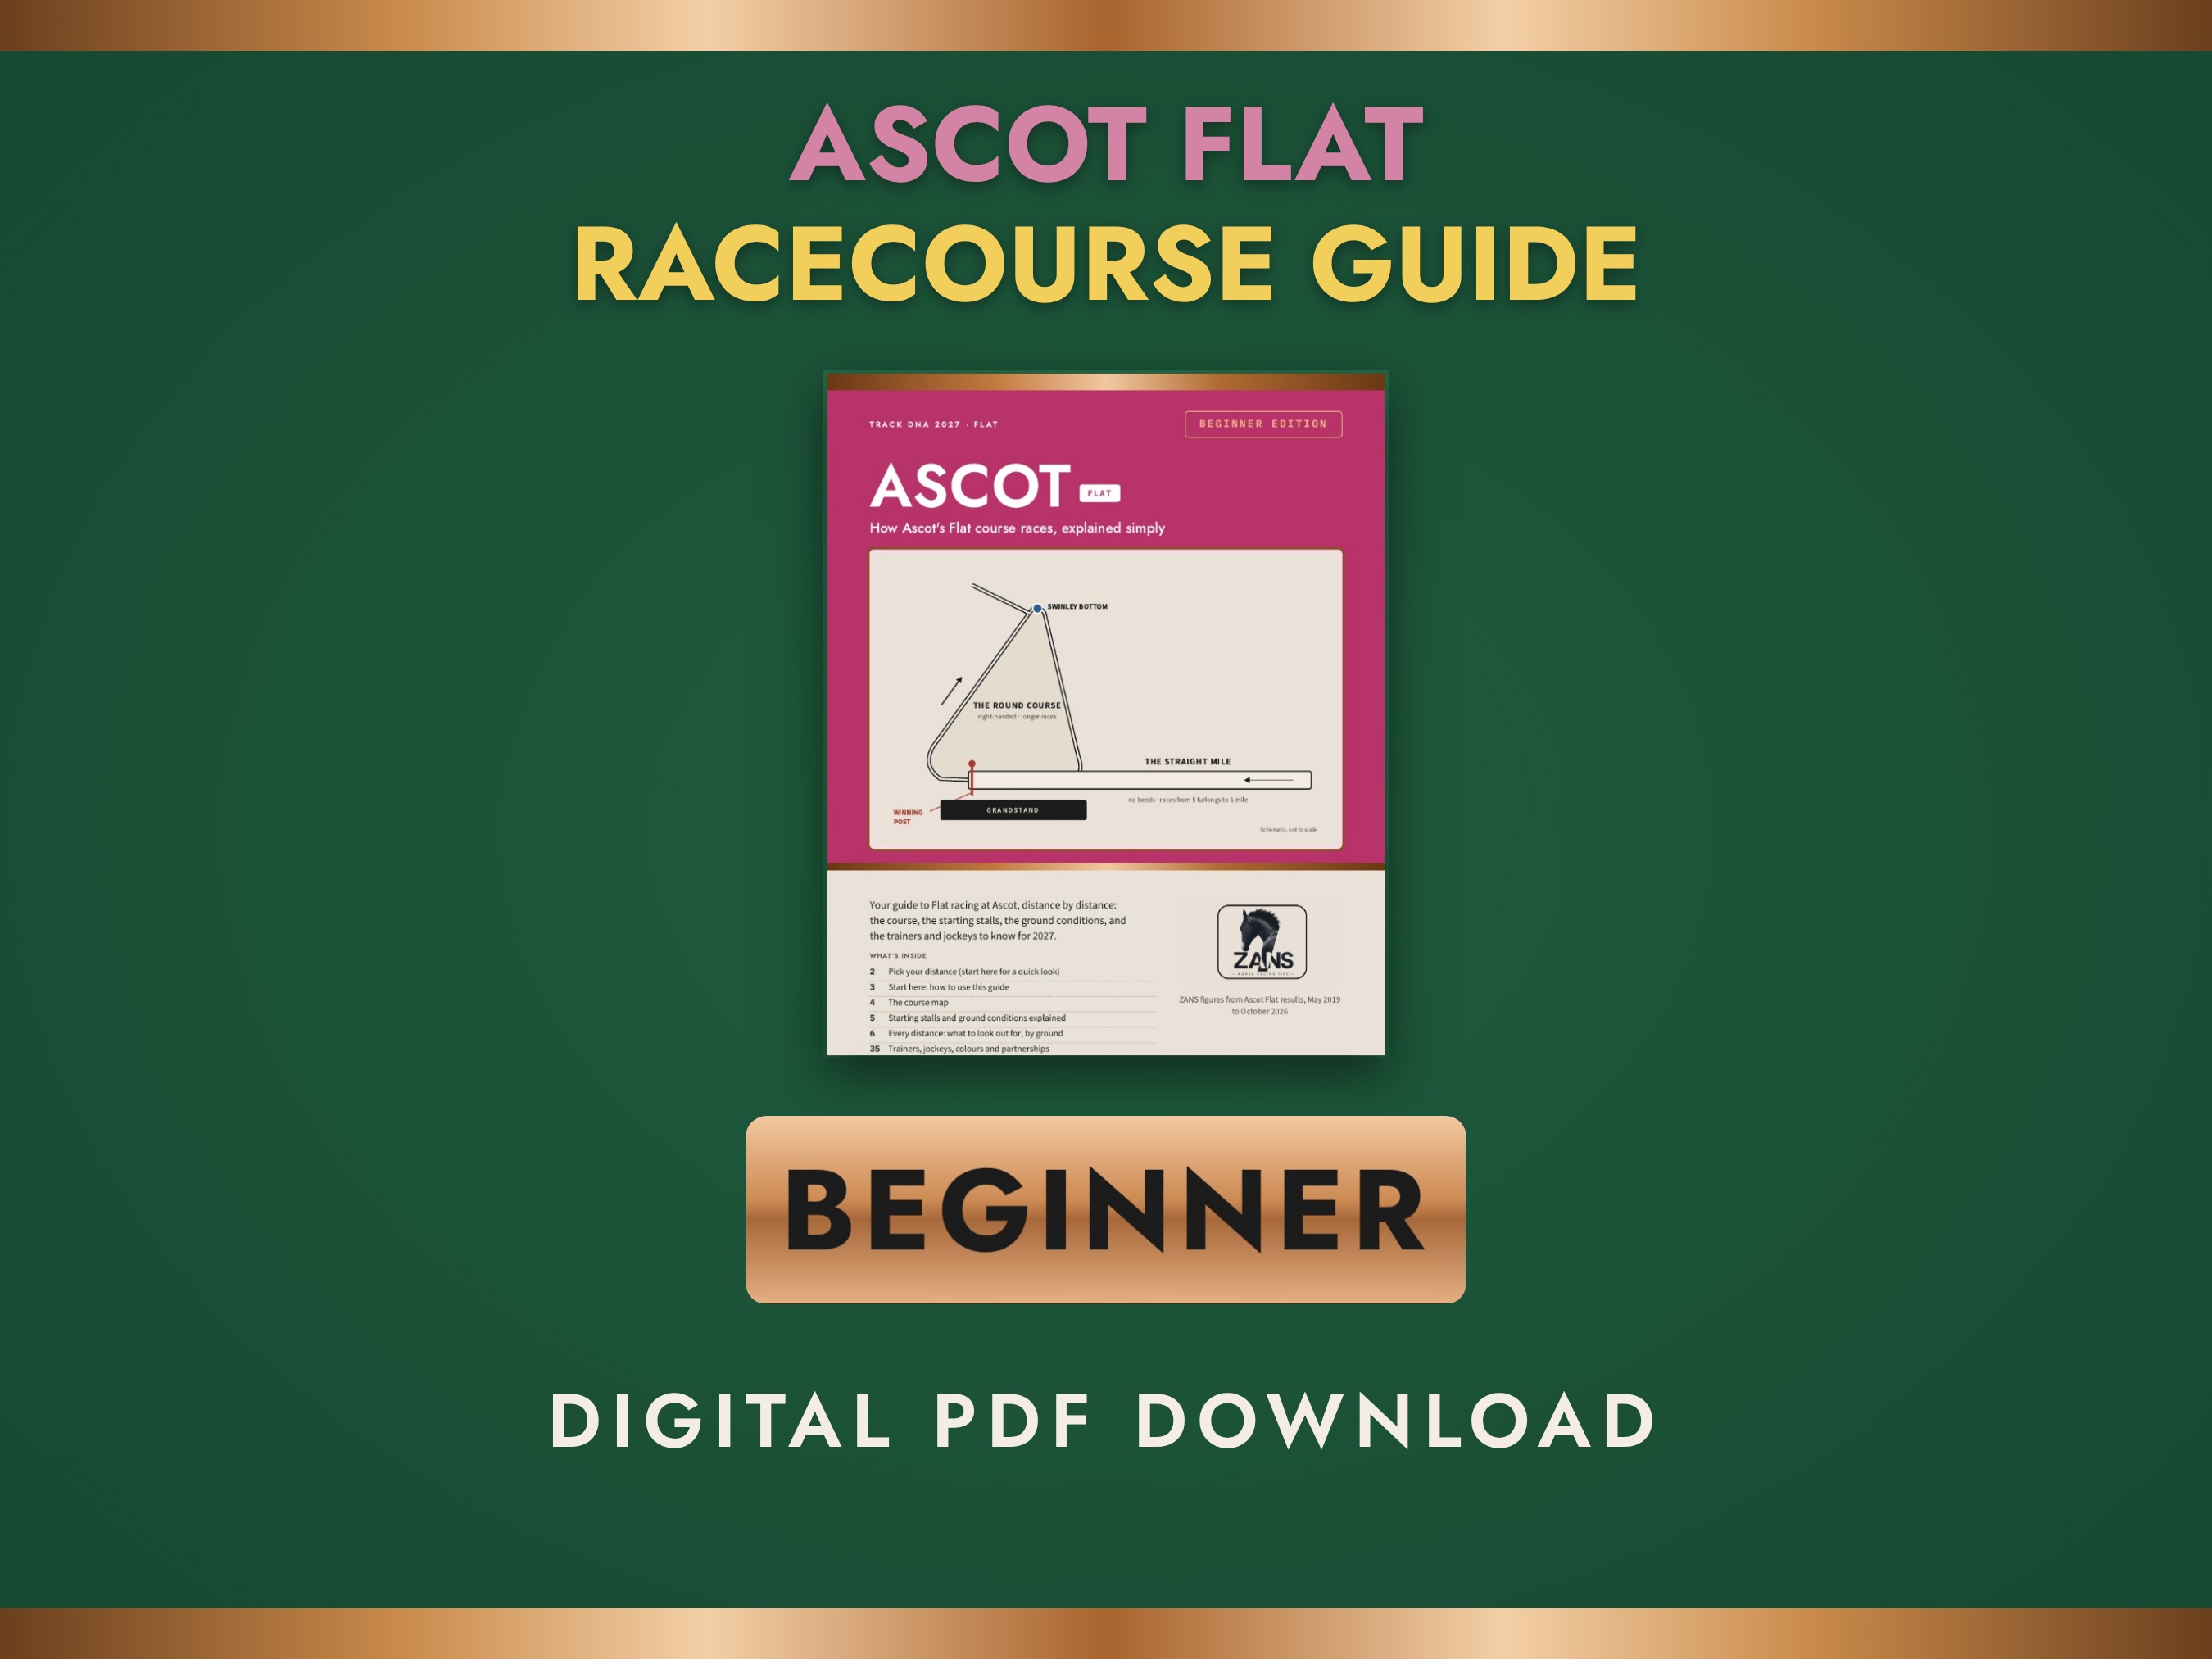 ASCOT FLAT
RACECOURSE GUIDE
TRACK DNA 2027 · FLAT
BEGINNER EDITION
ASCOT FLAT
How Ascot's Flat course races, explained simply
SWINLEY BOTTOM
THE ROUND COURSE
right handed · longer races
THE STRAIGHT MILE
no bends · races from 5 furlongs to 1 mile
WINNING
POST
GRANDSTAND
Schematic, not to scale
Your guide to Flat racing at Ascot, distance by distance:
the course, the starting stalls, the ground conditions, and
the trainers and jockeys to know for 2027.
WHAT'S INSIDE
2 Pick your distance (start here for a quick look)
3 Start here: how to use this guide
4 The course map
5 Starting stalls and ground conditions explained
6 Every distance: what to look out for, by ground
35 Trainers, jockeys, colours and partnerships
ZANS
HORSE RACING TIPS
ZANS figures from Ascot Flat results, May 2019
to October 2026
BEGINNER
DIGITAL PDF DOWNLOAD